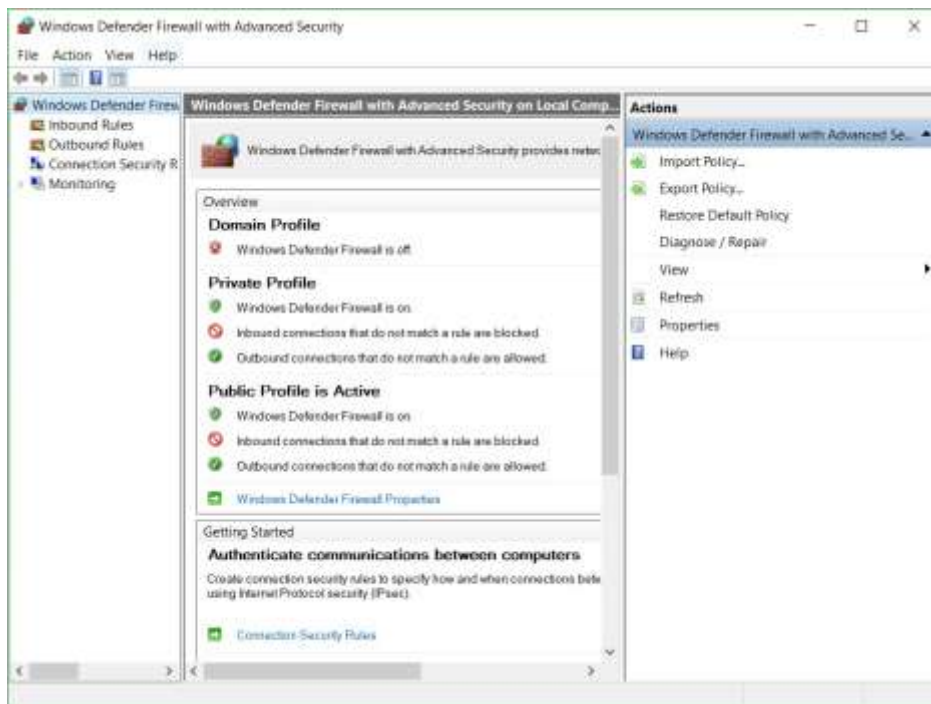 Windows Defender Firewall with Advanced Security
File Action View Help
Windows Defender Firew
Inbound Rules
Outbound Rules
Connection Security R
Monitoring
Windows Defender Firewall with Advanced Security on Local Comp...
Windows Defender Firewall with Advanced Security provides netwo
Overview
Domain Profile
Windows Defender Firewall is off.
Private Profile
Windows Defender Firewall is on.
Inbound connections that do not match a rule are blocked.
Outbound connections that do not match a rule are allowed.
Public Profile is Active
Windows Defender Firewall is on.
Inbound connections that do not match a rule are blocked.
Outbound connections that do not match a rule are allowed.
Windows Defender Firewall Properties
Getting Started
Authenticate communications between computers
Create connection security rules to specify how and when connections betw
using Internet Protocol security (IPsec).
Connection Security Rules
Actions
Windows Defender Firewall with Advanced Se...
Import Policy...
Export Policy...
Restore Default Policy
Diagnose / Repair
View
Refresh
Properties
Help